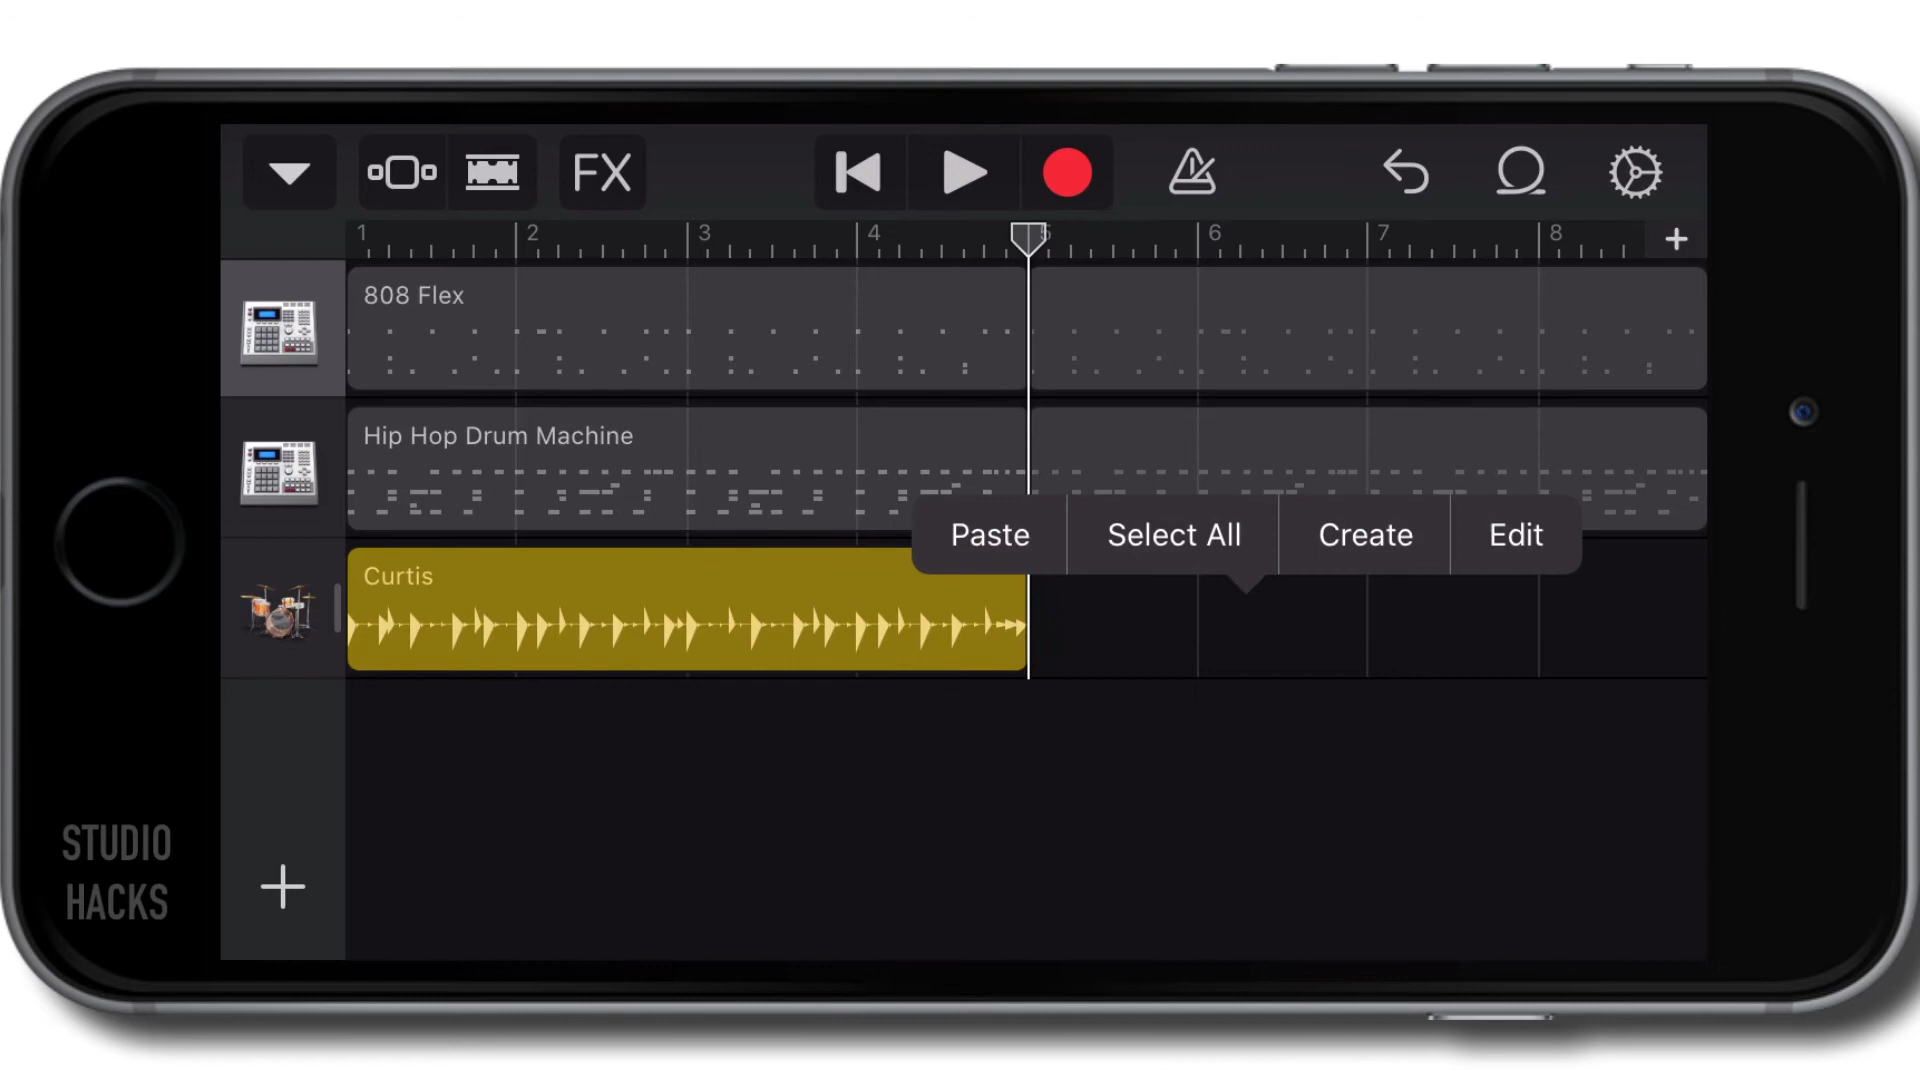 FX
1 2 3 4 5 6 7 8 +
808 Flex
Hip Hop Drum Machine
Paste Select All Create Edit
Curtis
STUDIO
HACKS